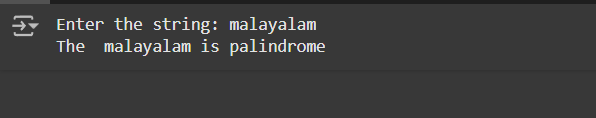 Enter the string: malayalam
The  malayalam is palindrome